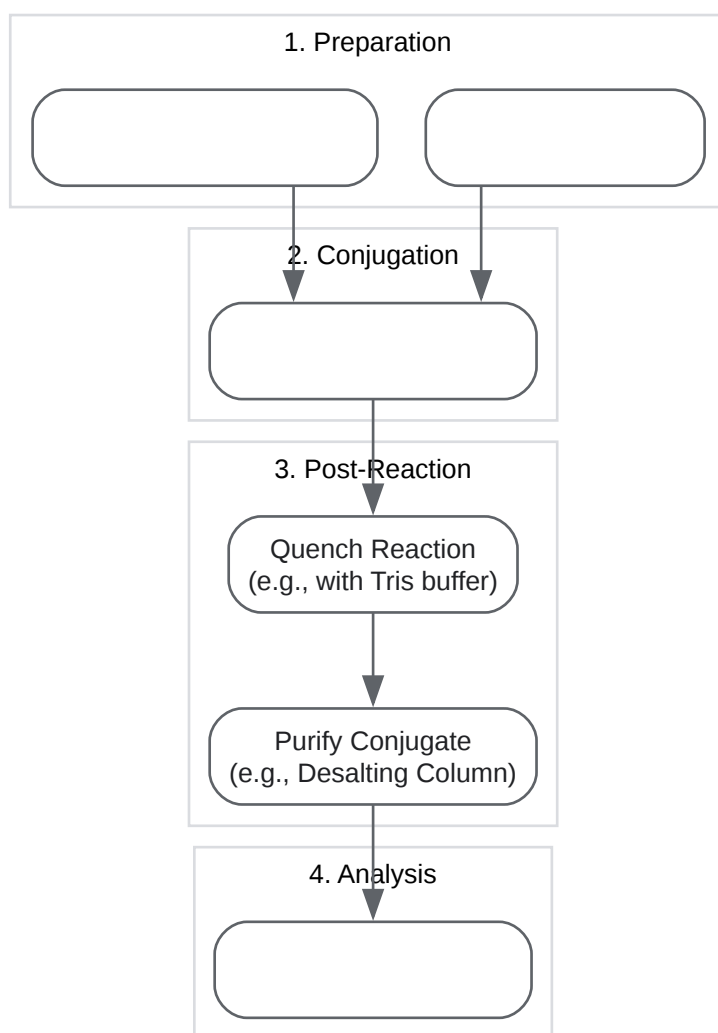 1. Preparation
2. Conjugation
3. Post-Reaction
Quench Reaction
(e.g., with Tris buffer)
Purify Conjugate
(e.g., Desalting Column)
4. Analysis